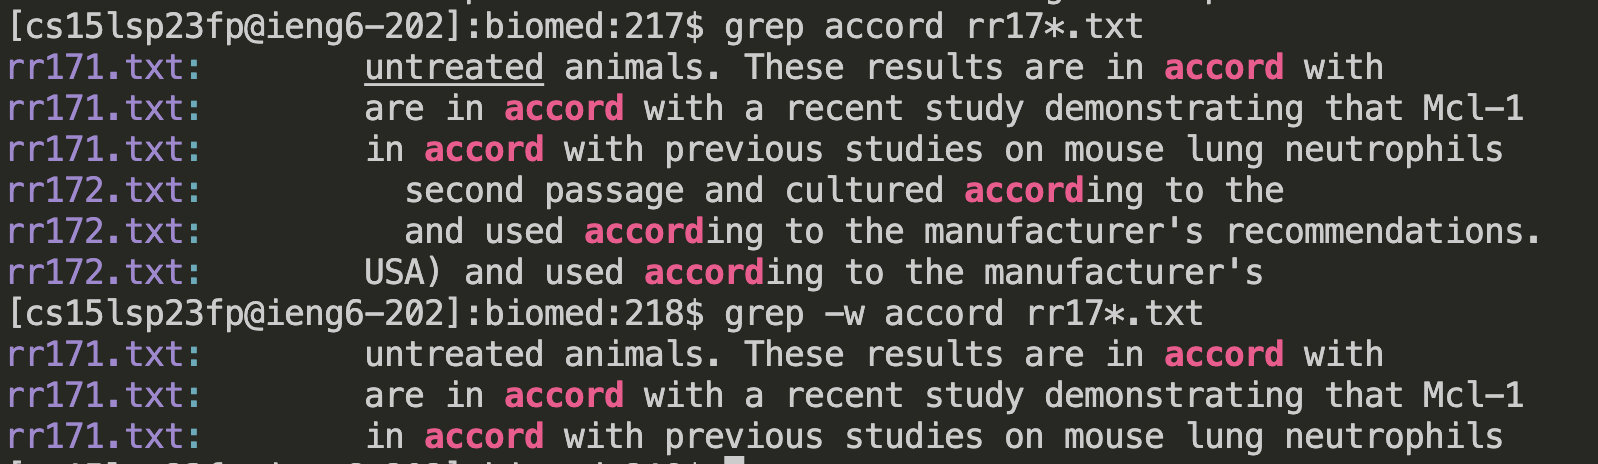 [cs15lsp23fp@ieng6-202]:biomed:217$ grep accord rr17*.txt
rr171.txt:        untreated animals. These results are in accord with
rr171.txt:        are in accord with a recent study demonstrating that Mcl-1
rr171.txt:        in accord with previous studies on mouse lung neutrophils
rr172.txt:          second passage and cultured according to the
rr172.txt:          and used according to the manufacturer's recommendations.
rr172.txt:        USA) and used according to the manufacturer's
[cs15lsp23fp@ieng6-202]:biomed:218$ grep -w accord rr17*.txt
rr171.txt:        untreated animals. These results are in accord with
rr171.txt:        are in accord with a recent study demonstrating that Mcl-1
rr171.txt:        in accord with previous studies on mouse lung neutrophils